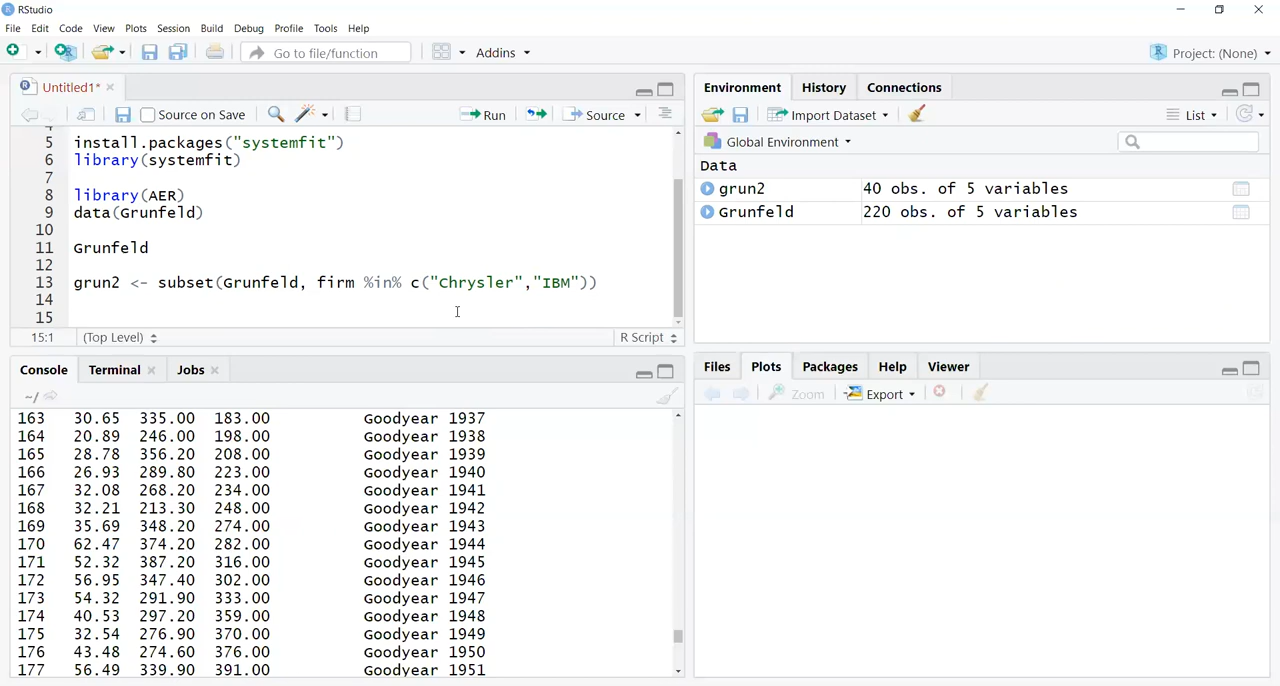 RStudio
File Edit Code View Plots Session Build Debug Profile Tools Help
Go to file/function Addins Project: (None)
Untitled1*
Source on Save Run Source
5 install.packages("systemfit")
6 library(systemfit)
7
8 library(AER)
9 data(Grunfeld)
10
11 Grunfeld
12
13 grun2 <- subset(Grunfeld, firm %in% c("Chrysler","IBM"))
14
15
15:1 (Top Level) R Script
Console Terminal Jobs
~/
163 30.65 335.00 183.00 Goodyear 1937
164 20.89 246.00 198.00 Goodyear 1938
165 28.78 356.20 208.00 Goodyear 1939
166 26.93 289.80 223.00 Goodyear 1940
167 32.08 268.20 234.00 Goodyear 1941
168 32.21 213.30 248.00 Goodyear 1942
169 35.69 348.20 274.00 Goodyear 1943
170 62.47 374.20 282.00 Goodyear 1944
171 52.32 387.20 316.00 Goodyear 1945
172 56.95 347.40 302.00 Goodyear 1946
173 54.32 291.90 333.00 Goodyear 1947
174 40.53 297.20 359.00 Goodyear 1948
175 32.54 276.90 370.00 Goodyear 1949
176 43.48 274.60 376.00 Goodyear 1950
177 56.49 339.90 391.00 Goodyear 1951
Environment History Connections
Import Dataset List
Global Environment
Data
grun2 40 obs. of 5 variables
Grunfeld 220 obs. of 5 variables
Files Plots Packages Help Viewer
Zoom Export